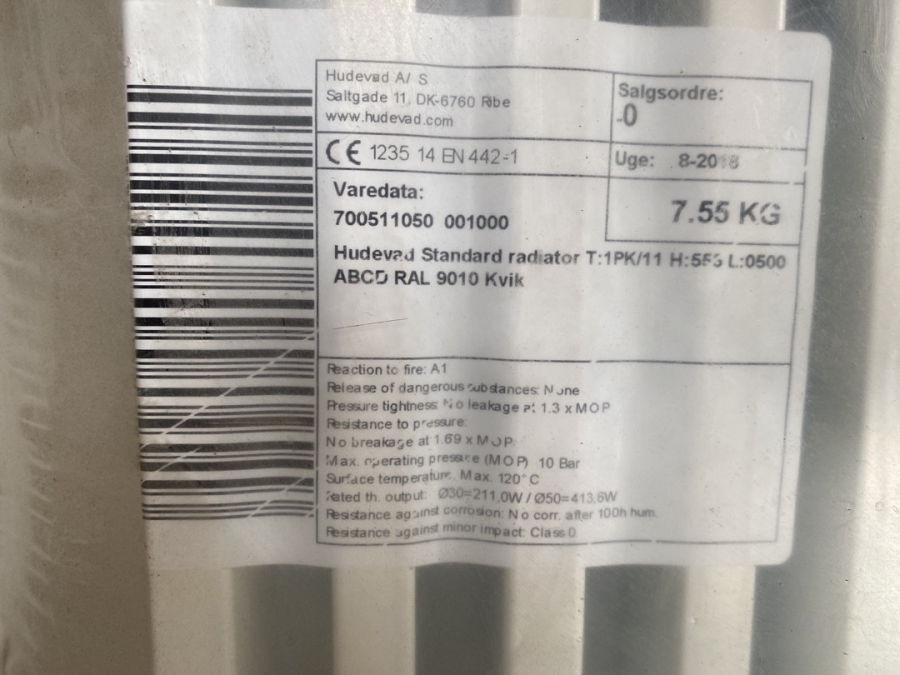 Hudevad A/S
Saltgade 11, DK-6760 Ribe
www.hudevad.com
Salgsordre:
-0
CE 1235 14 EN 442-1
Uge: 8-2018
7.55 KG
Varedata:
700511050 001000
Hudevad Standard radiator T:1PK/11 H:555 L:0500
ABCD RAL 9010 Kvik
Reaction to fire: A1
Release of dangerous substances: None
Pressure tightness: No leakage at 1.3 x MOP
Resistance to pressure:
No breakage at 1.69 x MOP
Max. operating pressure (MOP) 10 Bar
Surface temperature. Max. 120°C
Rated th. output: Ø30=211,0W / Ø50=413,6W
Resistance against corrosion: No corr. after 100h hum.
Resistance against minor impact: Class 0